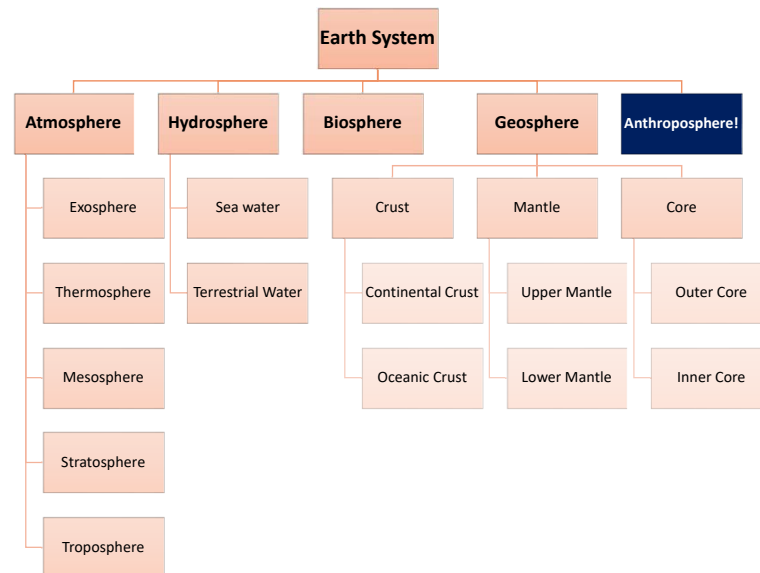 Earth System
Atmosphere
Hydrosphere
Biosphere
Geosphere
Anthroposphere!
Exosphere
Sea water
Crust
Mantle
Core
Thermosphere
Terrestrial Water
Continental Crust
Upper Mantle
Outer Core
Mesosphere
Oceanic Crust
Lower Mantle
Inner Core
Stratosphere
Troposphere